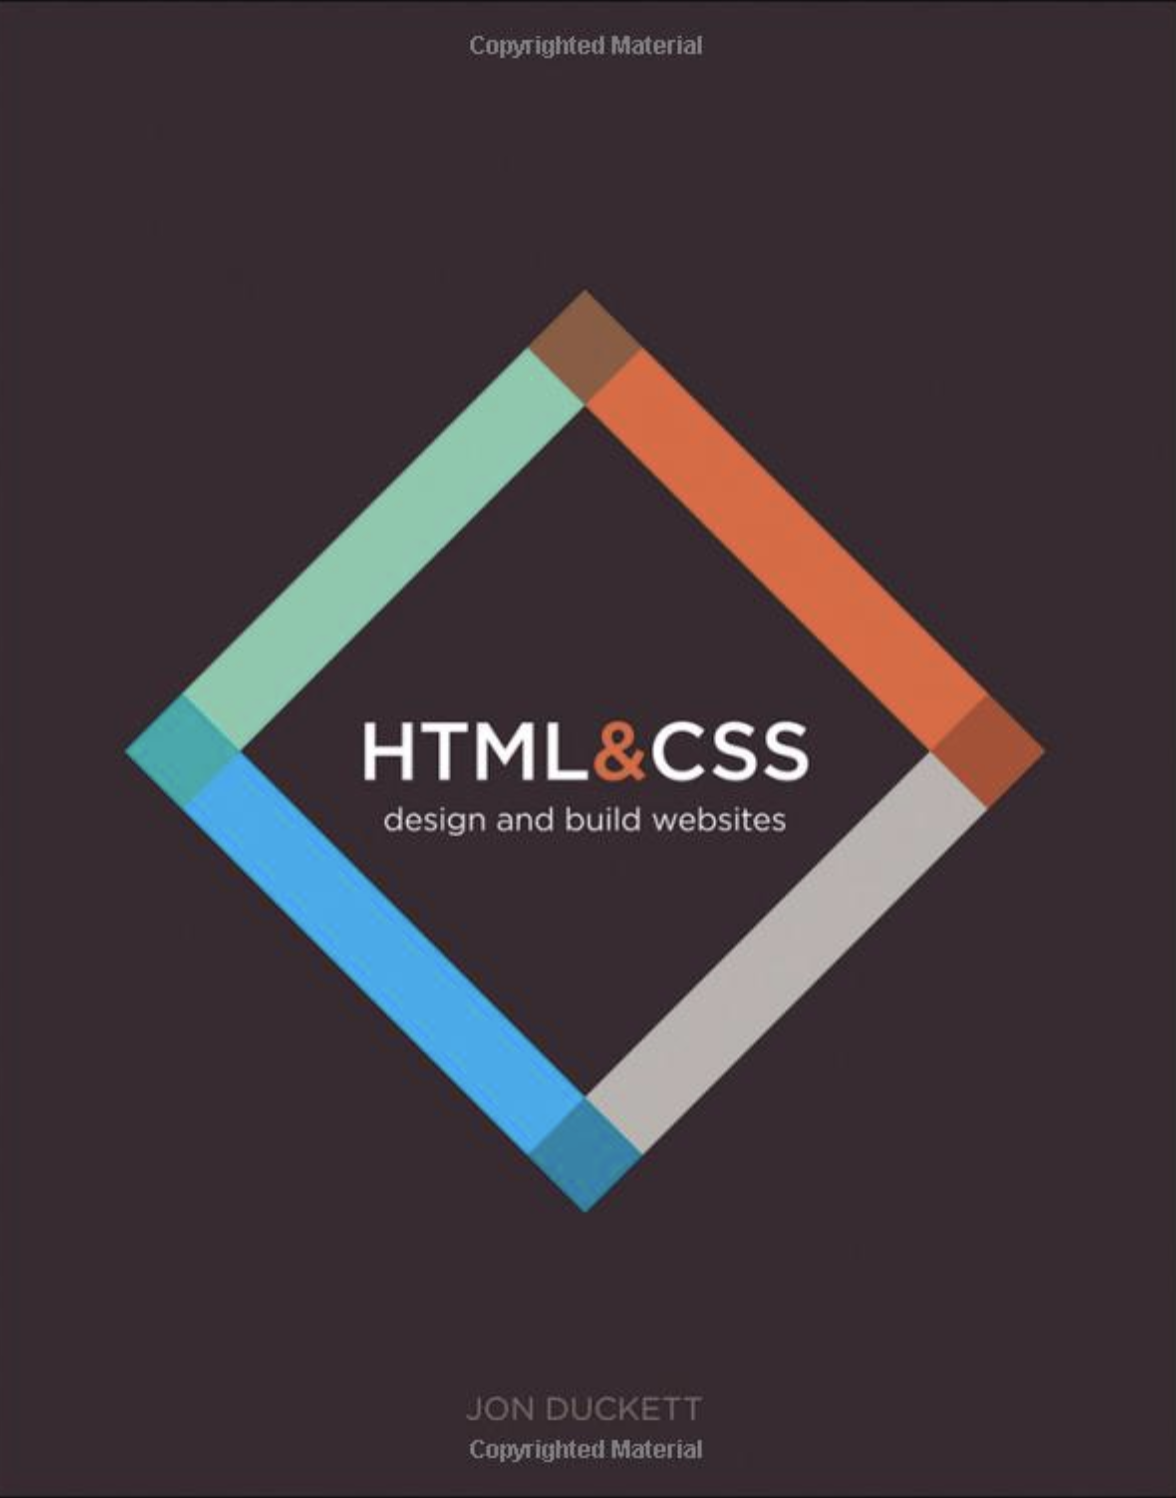 Copyrighted Material
HTML&CSS
design and build websites
JON DUCKETT
Copyrighted Material